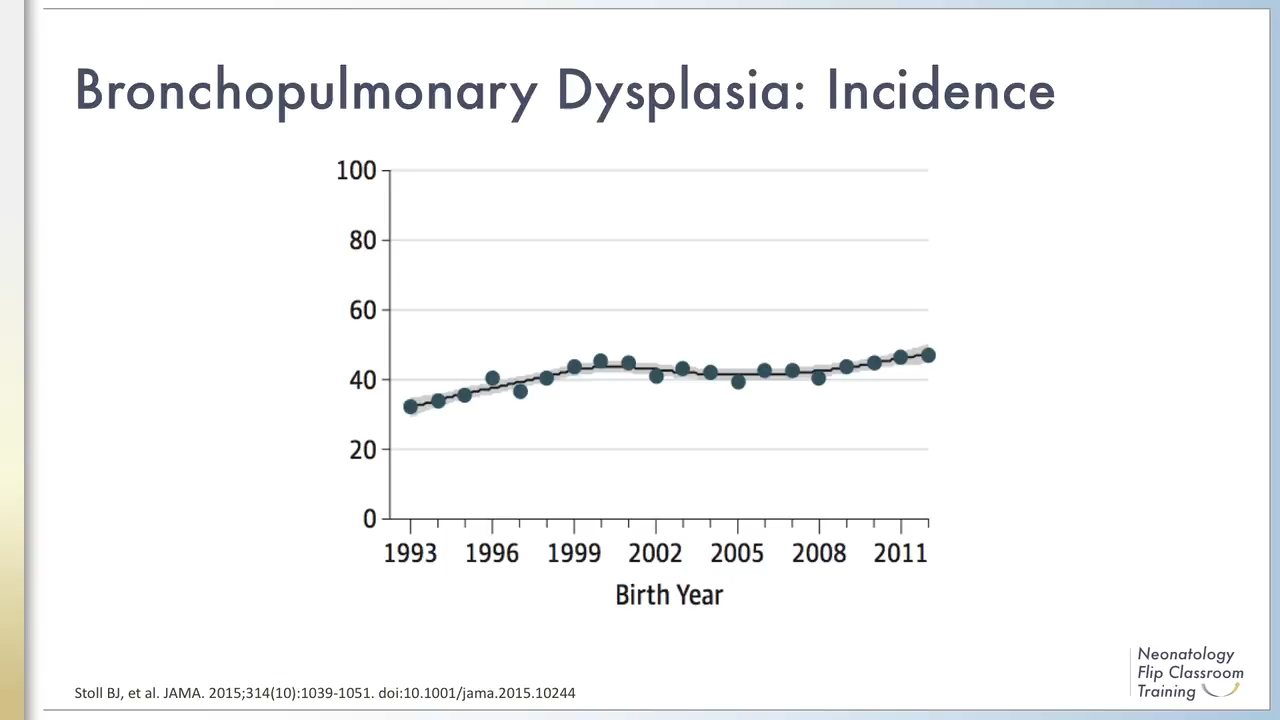 Bronchopulmonary Dysplasia: Incidence
100
80
60
40
20
0
1993 1996 1999 2002 2005 2008 2011
Birth Year
Stoll BJ, et al. JAMA. 2015;314(10):1039-1051. doi:10.1001/jama.2015.10244
Neonatology
Flip Classroom
Training